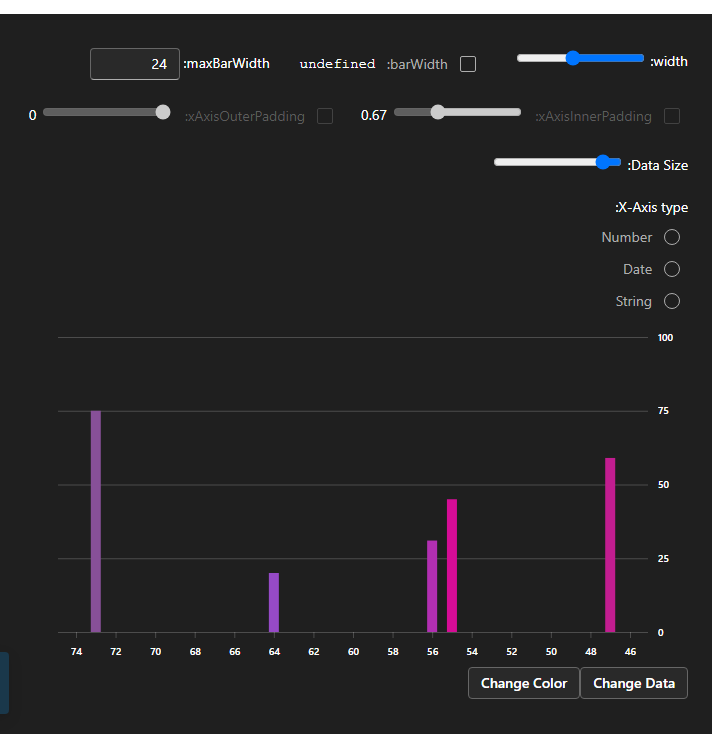 :width
:barWidth undefined
:maxBarWidth 24
:xAxisInnerPadding 0.67
:xAxisOuterPadding 0
:Data Size
:X-Axis type
Number
Date
String
100
75
50
25
0
74 72 70 68 66 64 62 60 58 56 54 52 50 48 46
Change Color Change Data